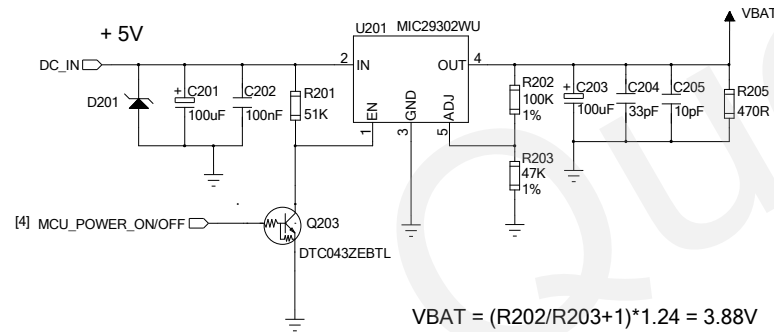 VBAT
+ 5V
U201 MIC29302WU
DC_IN
2 IN
OUT 4
D201
+ C201
100uF
C202
100nF
R201
51K
1 EN
3 GND
5 ADJ
R202
100K
1%
+ C203
100uF
C204
33pF
C205
10pF
R205
470R
R203
47K
1%
[4] MCU_POWER_ON/OFF
Q203
DTC043ZEBTL
VBAT = (R202/R203+1)*1.24 = 3.88V
Qu